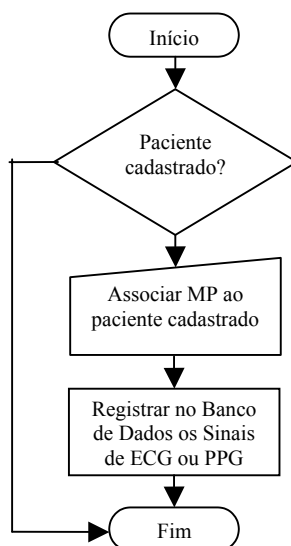 Início
Paciente
cadastrado?
Associar MP ao
paciente cadastrado
Registrar no Banco
de Dados os Sinais
de ECG ou PPG
Fim